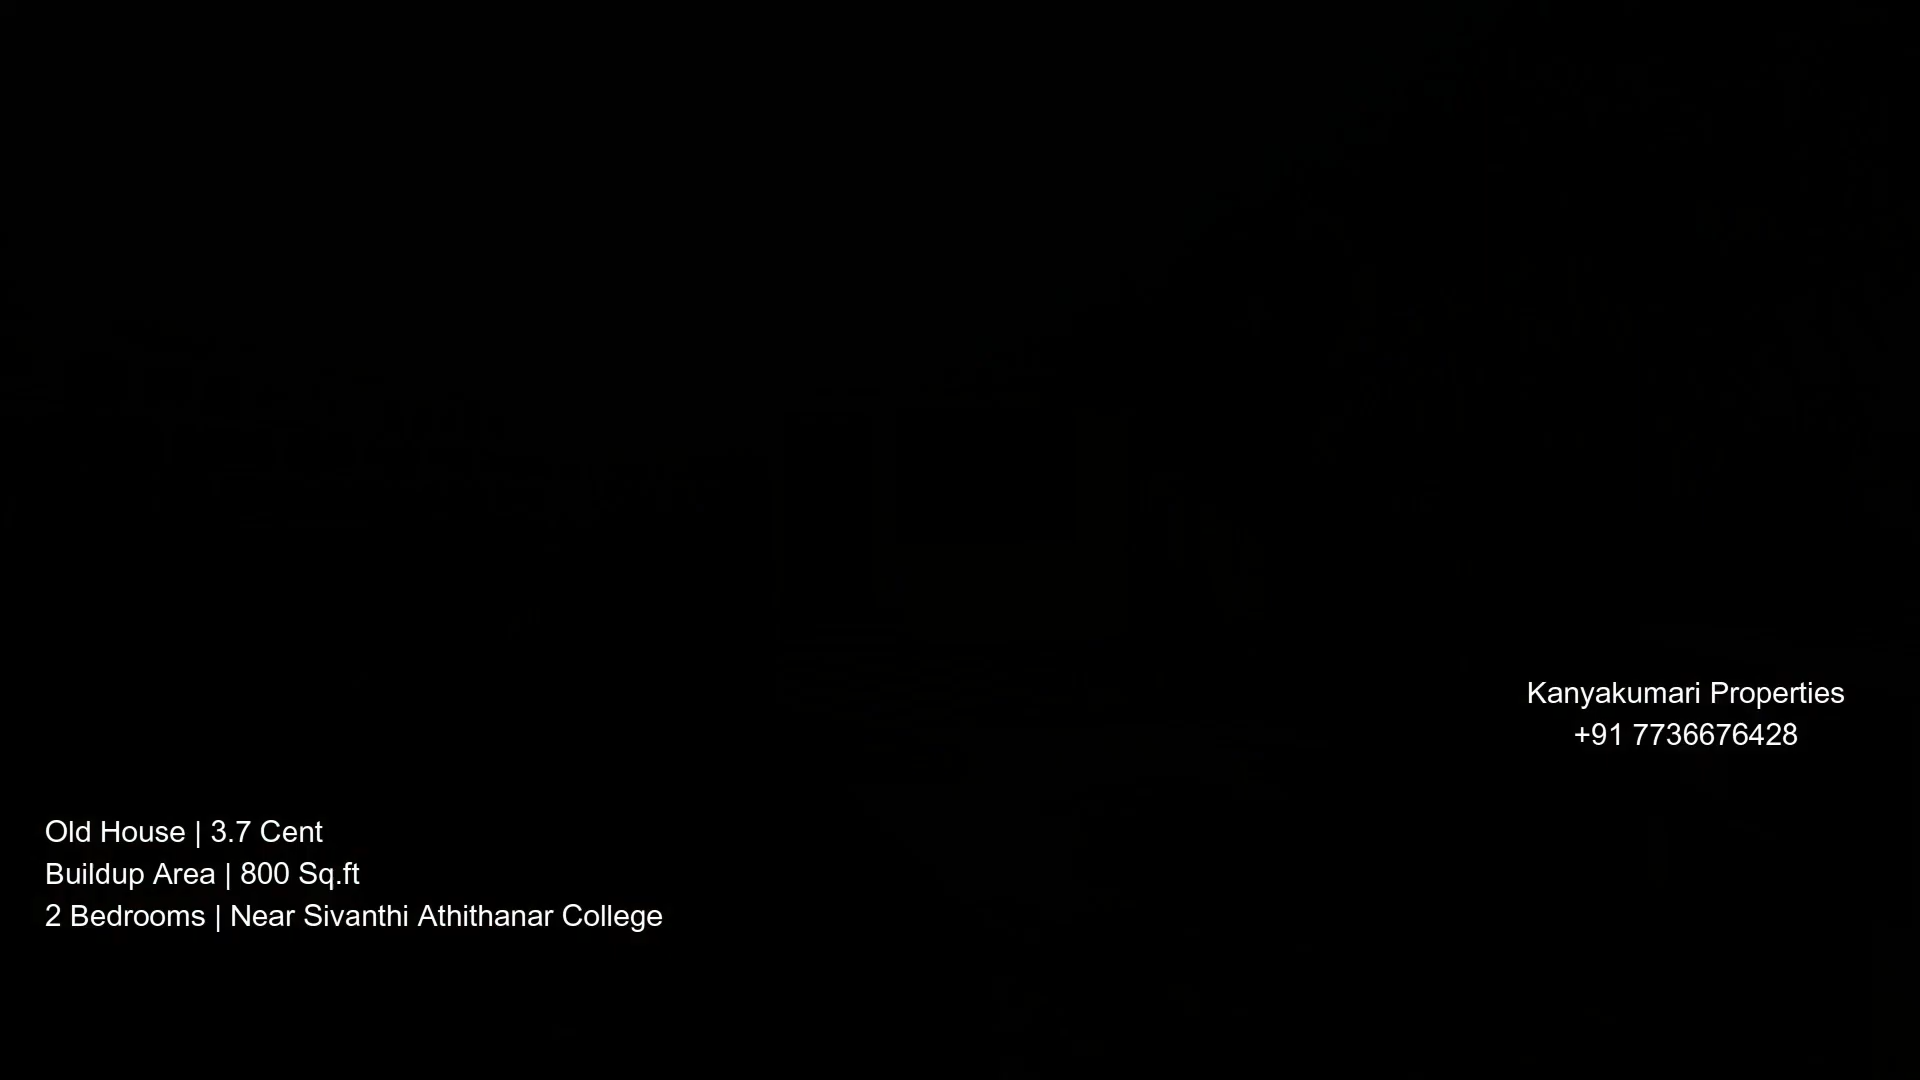 Kanyakumari Properties
+91 7736676428
Old House | 3.7 Cent
Buildup Area | 800 Sq.ft
2 Bedrooms | Near Sivanthi Athithanar College